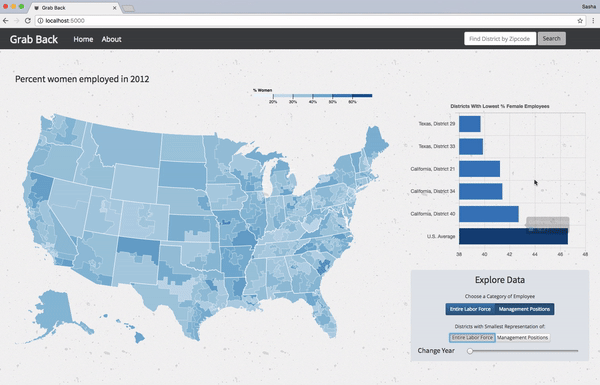 Grab Back
Sasha
localhost:5000
Grab Back
Home
About
Find District by Zipcode
Search
Percent women employed in 2012
% Women
20%
30%
40%
50%
60%
Districts With Lowest % Female Employees
Texas, District 29
Texas, District 33
California, District 21
California, District 34
California, District 40
U.S. Average
38
40
42
44
46
48
Explore Data
Choose a Category of Employee
Entire Labor Force
Management Positions
Districts with Smallest Representation of:
Entire Labor Force
Management Positions
Change Year